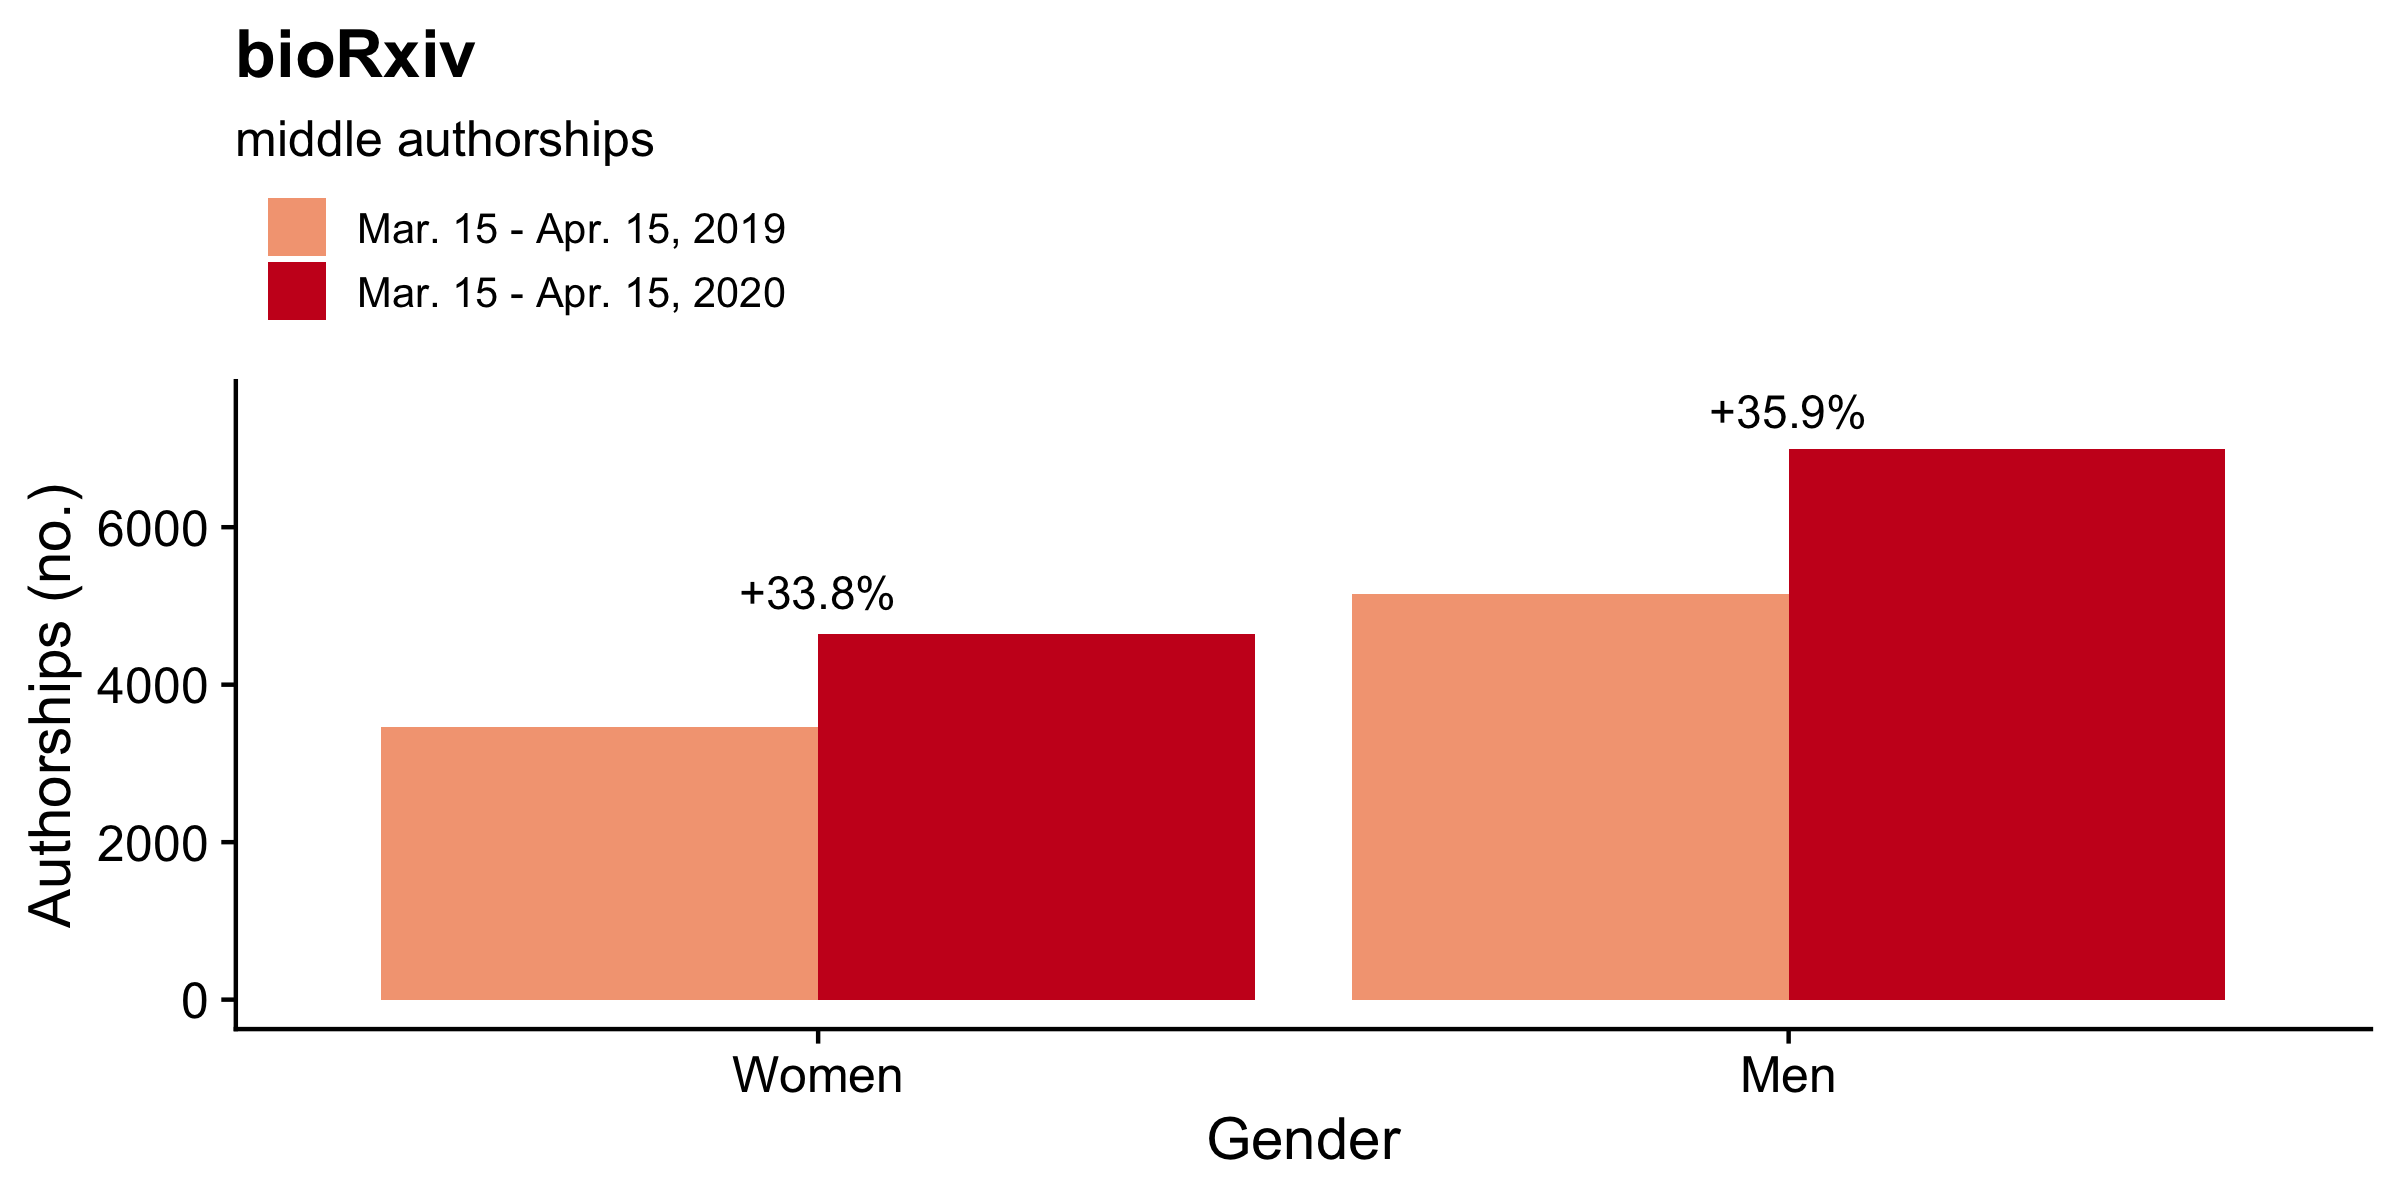 bioRxiv
middle authorships
Mar. 15 - Apr. 15, 2019
Mar. 15 - Apr. 15, 2020
Authorships (no.)
6000
4000
2000
0
+33.8%
+35.9%
Women
Men
Gender